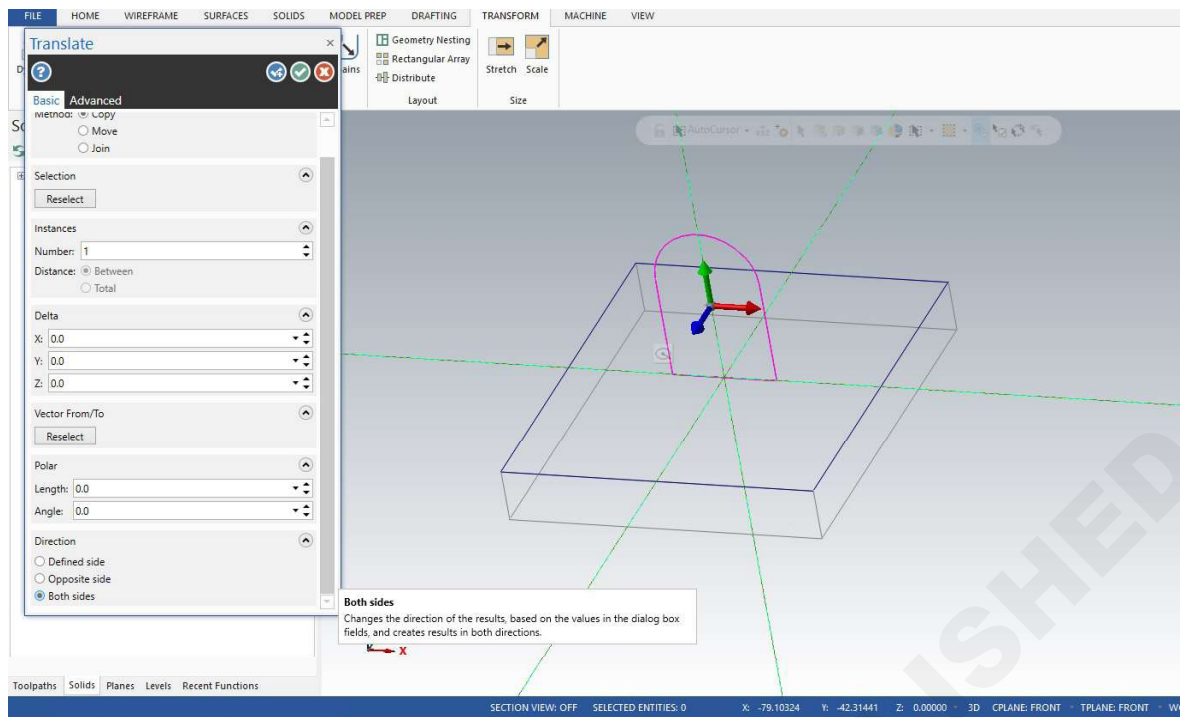 FILE HOME WIREFRAME SURFACES SOLIDS MODEL PREP DRAFTING TRANSFORM MACHINE VIEW
Translate
Geometry Nesting
Rectangular Array
Distribute
Stretch Scale
Layout Size
Basic Advanced
Method: Copy
Move
Join
Selection
Reselect
Instances
Number: 1
Distance: Between
Total
Delta
X: 0.0
Y: 0.0
Z: 0.0
Vector From/To
Reselect
Polar
Length: 0.0
Angle: 0.0
Direction
Defined side
Opposite side
Both sides
AutoCursor
Both sides
Changes the direction of the results, based on the values in the dialog box
fields, and creates results in both directions.
X
Toolpaths Solids Planes Levels Recent Functions
SECTION VIEW: OFF SELECTED ENTITIES: 0 X: -79.10324 Y: -42.31441 Z: 0.00000 3D CPLANE: FRONT TPLANE: FRONT
ISHED